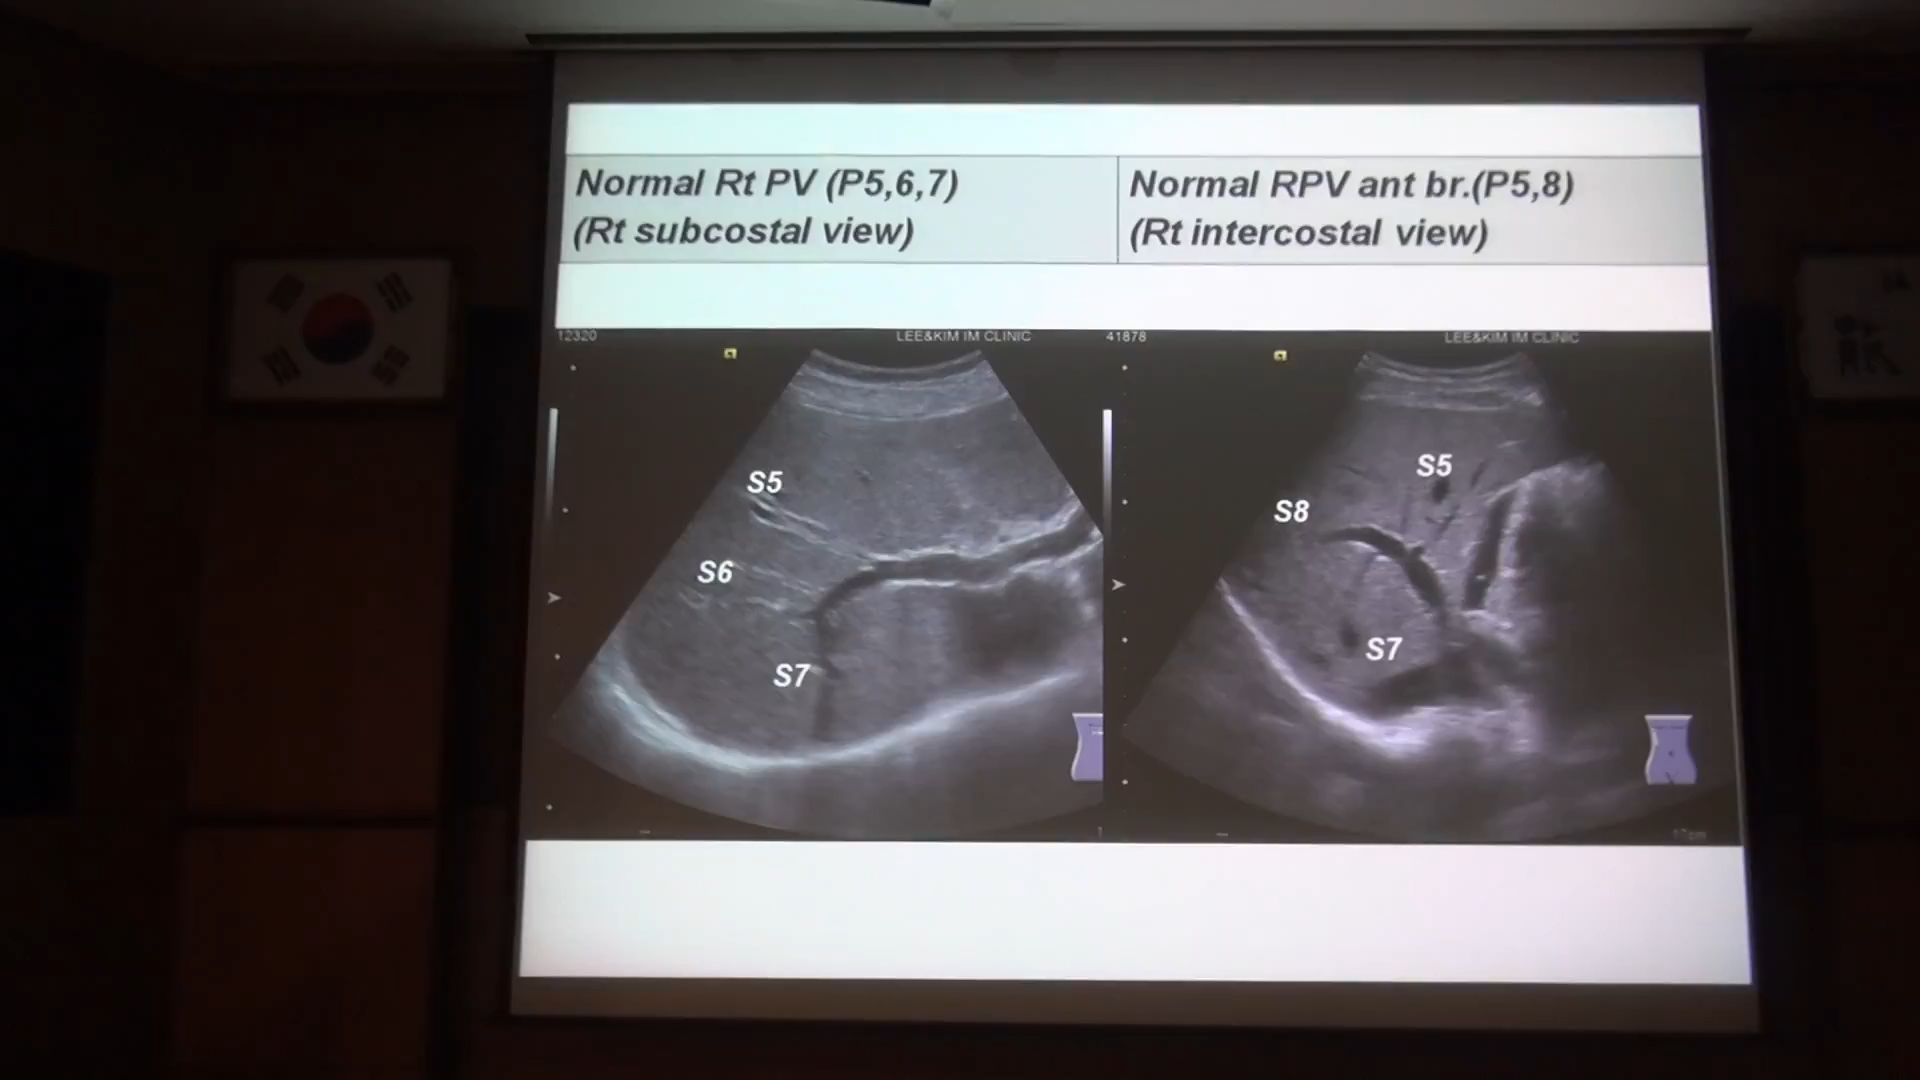 Normal Rt PV (P5,6,7)
(Rt subcostal view)
Normal RPV ant br.(P5,8)
(Rt intercostal view)
12320
LEE&KIM IM CLINIC
41878
LEE&KIM IM CLINIC
S5
S6
S7
S5
S8
S7
17cm